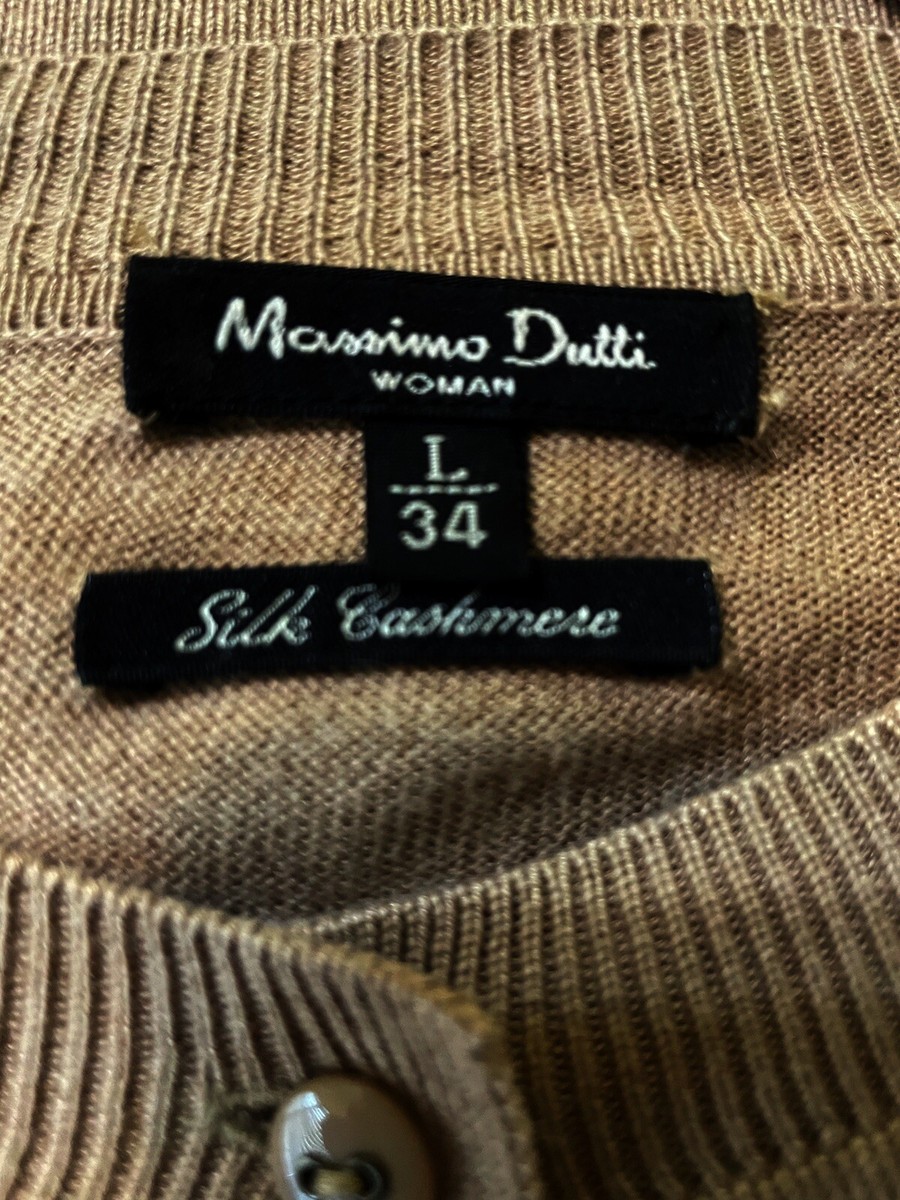 Massimo Dutti
WOMAN
L
34
Silk Cashmere